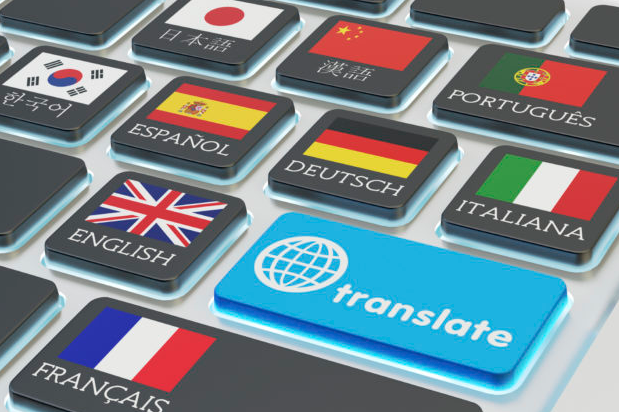 日本語
漢語
한국어
PORTUGUÊS
ESPAÑOL
DEUTSCH
ITALIANA
ENGLISH
translate
FRANÇAIS